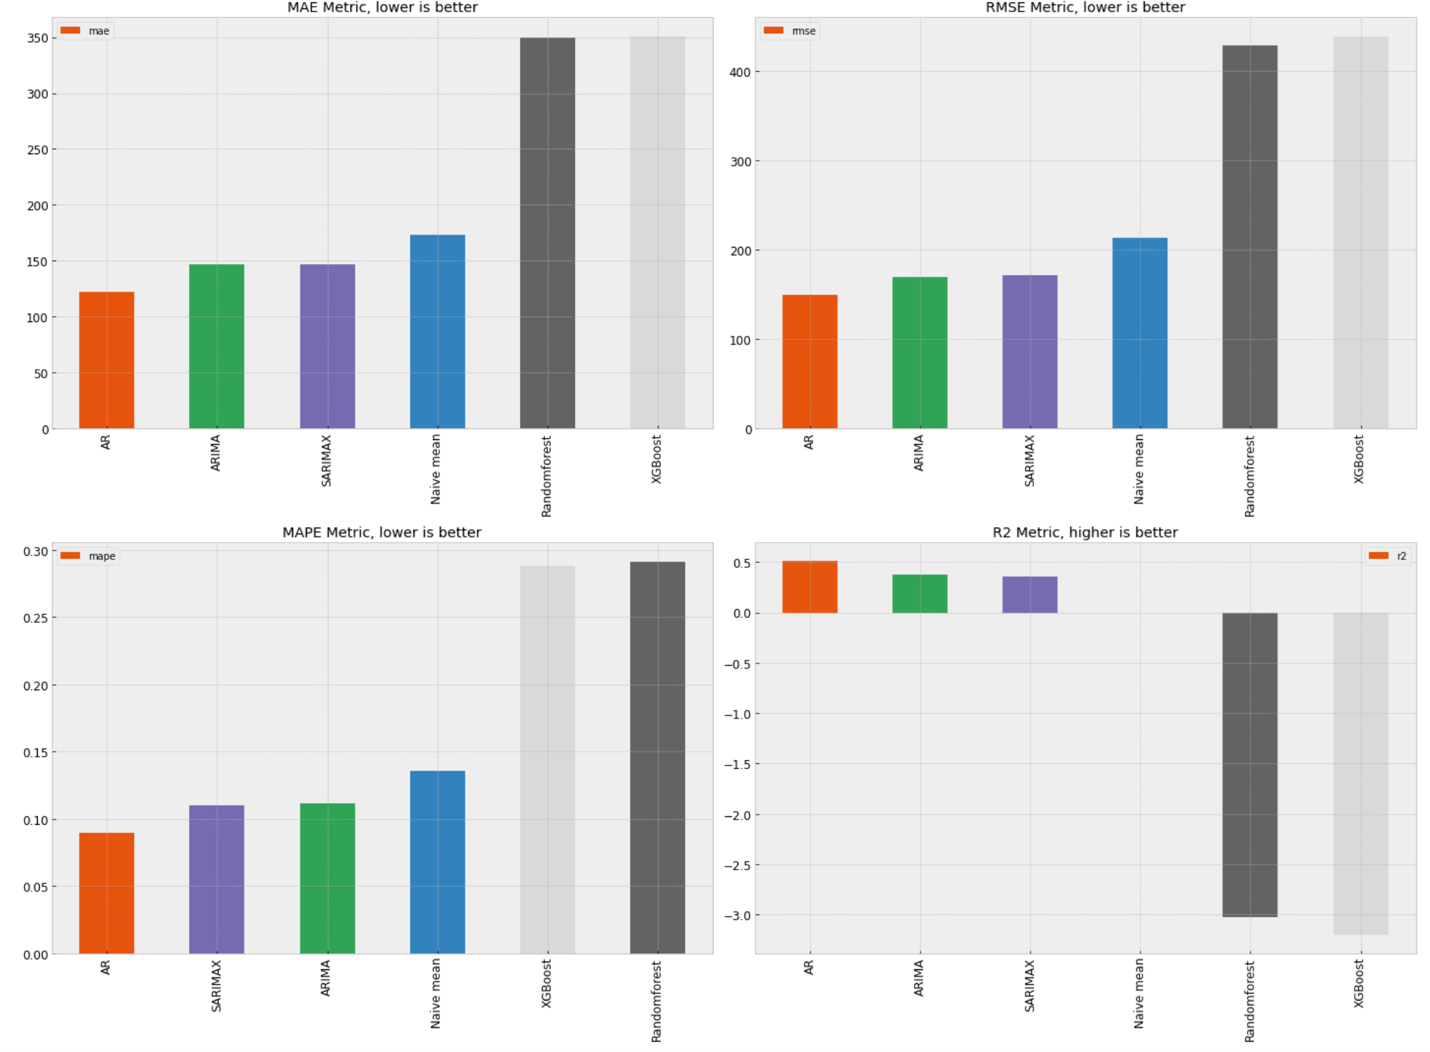 MAE Metric, lower is better
mae
350
300
250
200
150
100
50
0
AR
ARIMA
SARIMAX
Naive mean
Randomforest
XGBoost
RMSE Metric, lower is better
rmse
400
300
200
100
0
AR
ARIMA
SARIMAX
Naive mean
Randomforest
XGBoost
MAPE Metric, lower is better
mape
0.30
0.25
0.20
0.15
0.10
0.05
0.00
AR
SARIMAX
ARIMA
Naive mean
XGBoost
Randomforest
R2 Metric, higher is better
r2
0.5
0.0
−0.5
−1.0
−1.5
−2.0
−2.5
−3.0
AR
ARIMA
SARIMAX
Naive mean
Randomforest
XGBoost